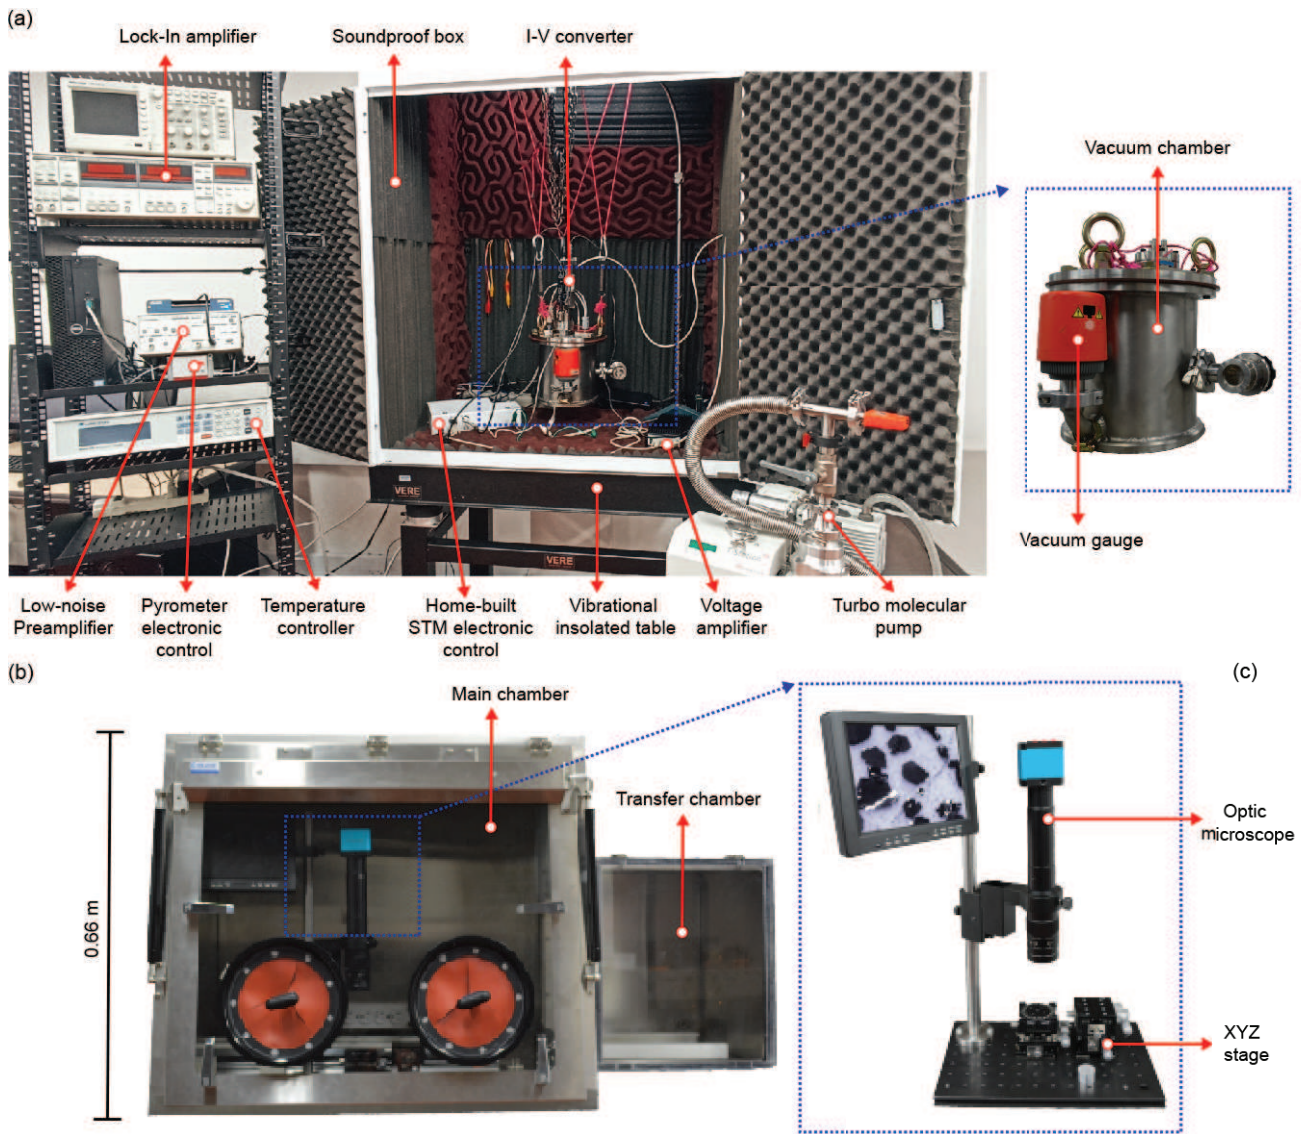 (a)
Lock-In amplifier
Soundproof box
I-V converter
Vacuum chamber
VERE
VERE
Vacuum gauge
Low-noise
Preamplifier
Pyrometer
electronic
control
Temperature
controller
Home-built
STM electronic
control
Vibrational
insolated table
Voltage
amplifier
Turbo molecular
pump
(b)
Main chamber
Transfer chamber
0.66 m
(c)
Optic
microscope
XYZ
stage